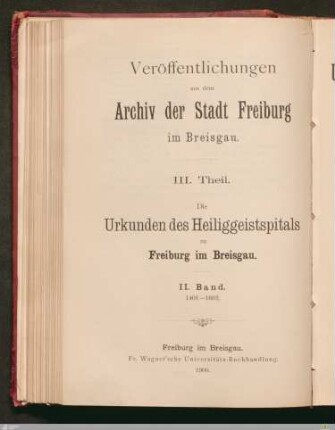 Veröffentlichungen
aus dem
Archiv der Stadt Freiburg
im Breisgau.
III. Theil.
Die
Urkunden des Heiliggeistspitals
zu
Freiburg im Breisgau.
II. Band.
1401—1662.
Freiburg im Breisgau.
Fr. Wagner'sche Universitäts-Buchhandlung.
1900.